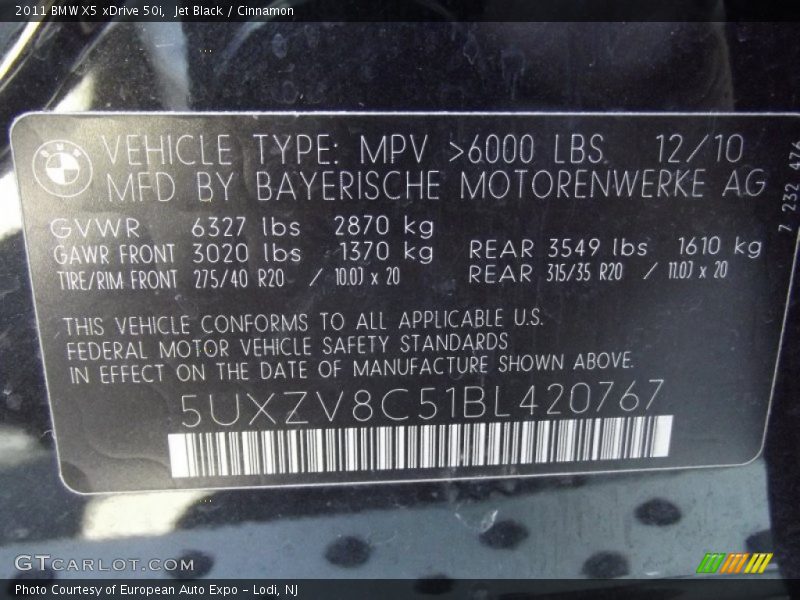 2011 BMW X5 xDrive 50i, Jet Black / Cinnamon
VEHICLE TYPE: MPV >6000 LBS. 12/10
MFD BY BAYERISCHE MOTORENWERKE AG
7 232 476
GVWR 6327 lbs 2870 kg
GAWR FRONT 3020 lbs 1370 kg REAR 3549 lbs 1610 kg
TIRE/RIM FRONT 275/40 R20 / 10.0J x 20 REAR 315/35 R20 / 11.0J x 20
THIS VEHICLE CONFORMS TO ALL APPLICABLE U.S.
FEDERAL MOTOR VEHICLE SAFETY STANDARDS
IN EFFECT ON THE DATE OF MANUFACTURE SHOWN ABOVE.
5UXZV8C51BL420767
GTCARLOT.COM
Photo Courtesy of European Auto Expo - Lodi, NJ